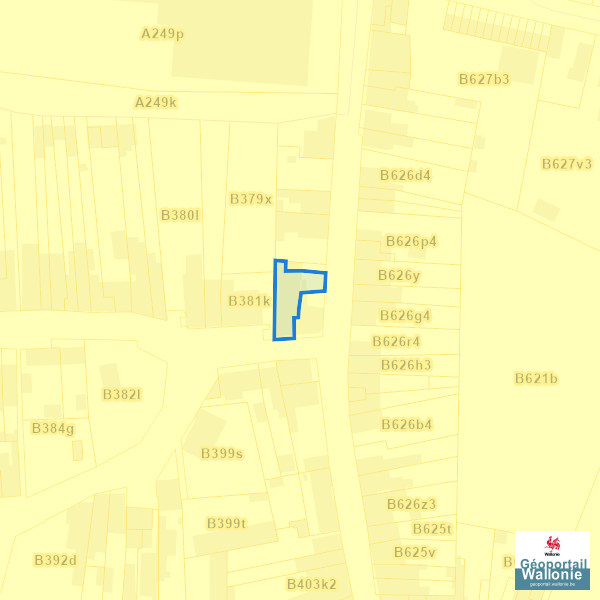 A249p
A249k
B627b3
B627v3
B626d4
B379x
B380l
B626p4
B626y
B381k
B626g4
B626r4
B626h3
B621b
B382l
B384g
B626b4
B399s
B626z3
B399t
B625t
B625v
B392d
B403k2
Wallonie
Géoportail
Wallonie
geoportail.wallonie.be